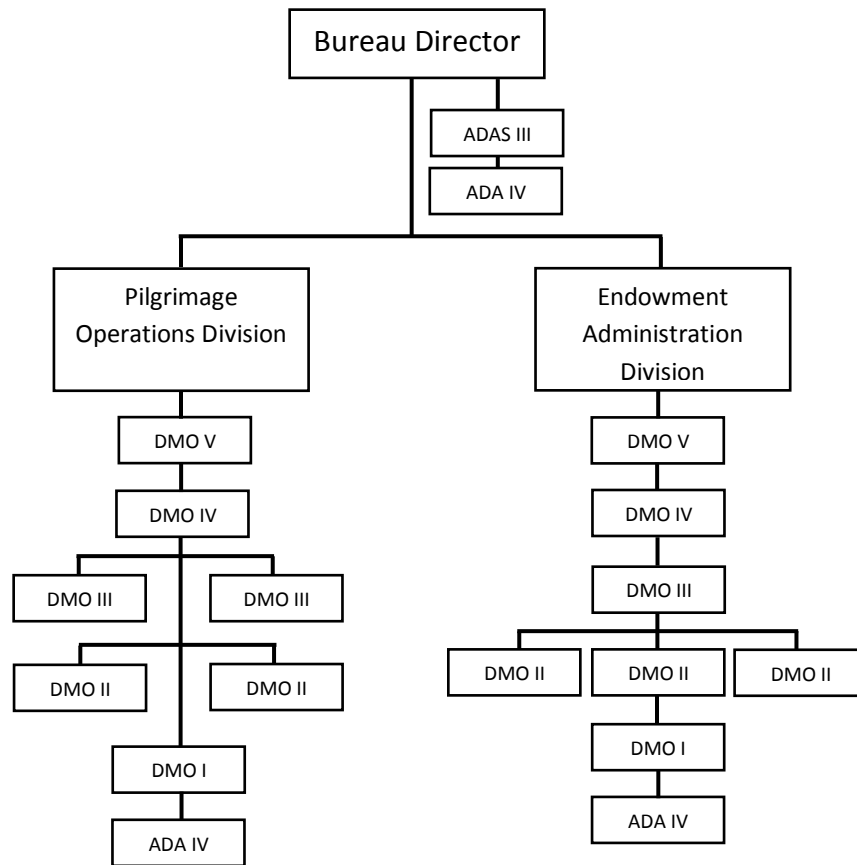 Bureau Director
ADAS III
ADA IV
Pilgrimage
Operations Division
Endowment
Administration
Division
DMO V
DMO V
DMO IV
DMO IV
DMO III
DMO III
DMO III
DMO II
DMO II
DMO II
DMO II
DMO II
DMO I
DMO I
ADA IV
ADA IV